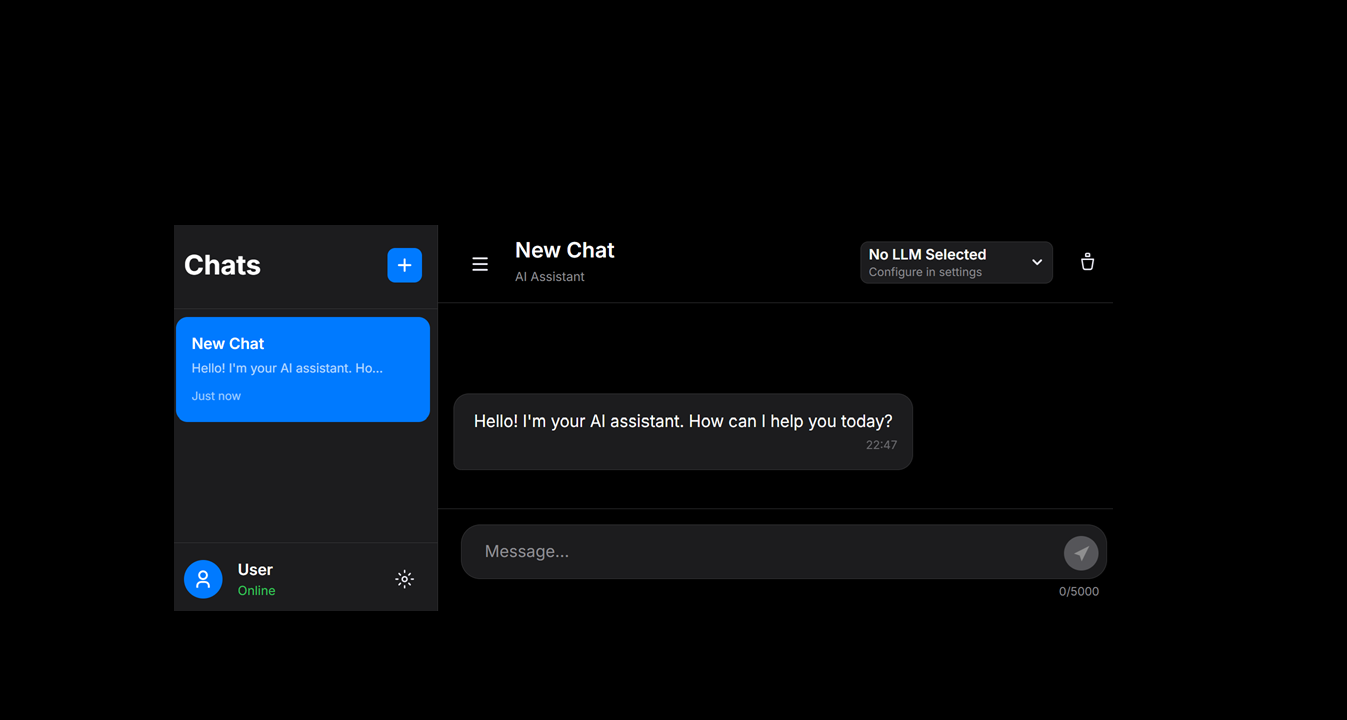 Chats
New Chat
Hello! I'm your AI assistant. Ho...
Just now
User
Online
New Chat
AI Assistant
No LLM Selected
Configure in settings
Hello! I'm your AI assistant. How can I help you today?
22:47
Message...
0/5000